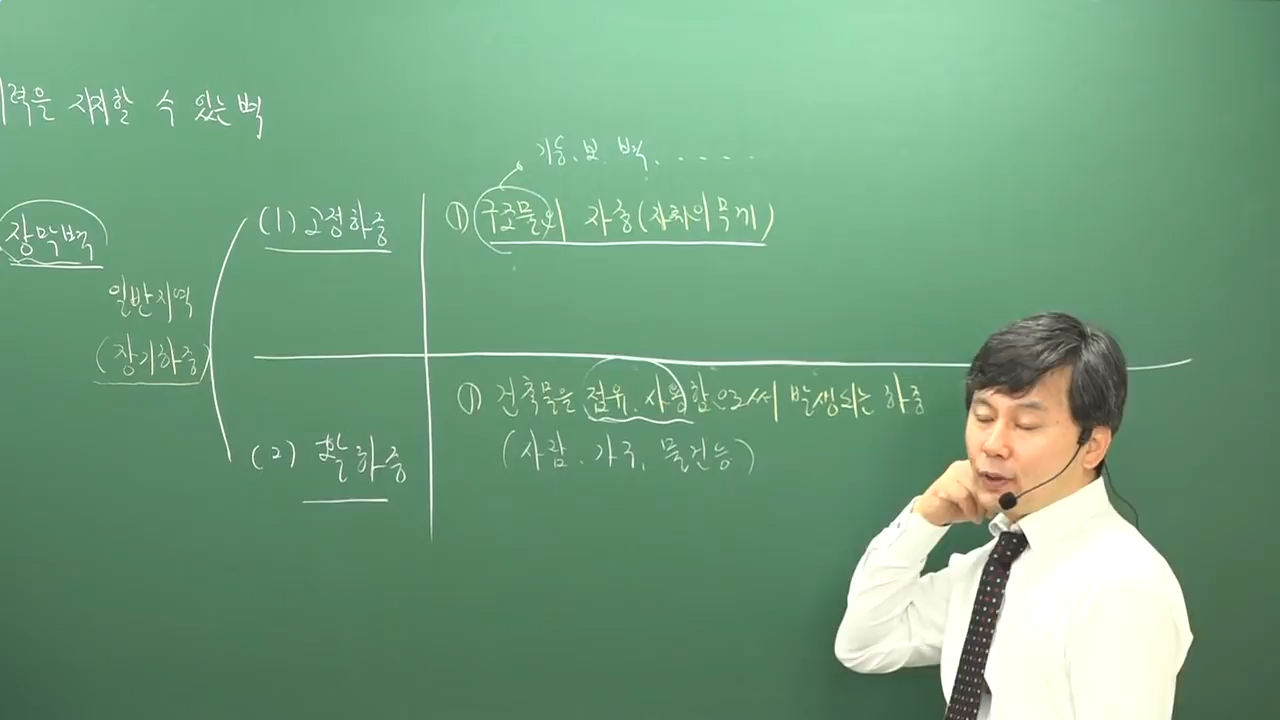 력을 지지할 수 있는 벽
기둥、보、벽、.....
장막벽
(1) 고정하중
① 구조물의 자중(자체의 무게)
일반지역
(장기하중)
① 건축물을 점유、사용함으로써 발생되는 하중
(2) 활하중
(사람、가구、물건등)